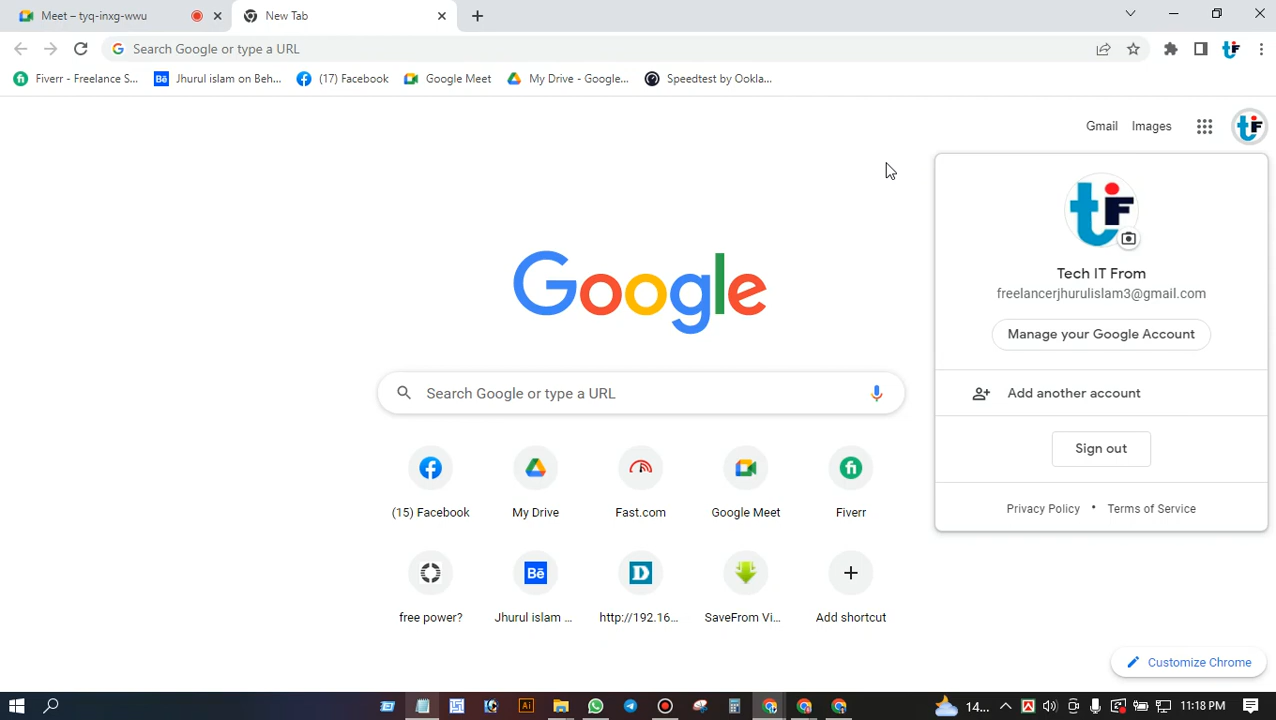 Meet – tyq-inxg-wwu
New Tab
Search Google or type a URL
Fiverr - Freelance S...
Bē Jhurul islam on Beh...
(17) Facebook
Google Meet
My Drive - Google...
Speedtest by Ookla...
Gmail
Images
Google
tiF
Tech IT From
freelancerjhurulislam3@gmail.com
Manage your Google Account
Add another account
Sign out
Privacy Policy • Terms of Service
Search Google or type a URL
(15) Facebook
My Drive
Fast.com
Google Meet
Fiverr
free power?
Jhurul islam ...
http://192.16...
SaveFrom Vi...
Add shortcut
Customize Chrome
14...
11:18 PM